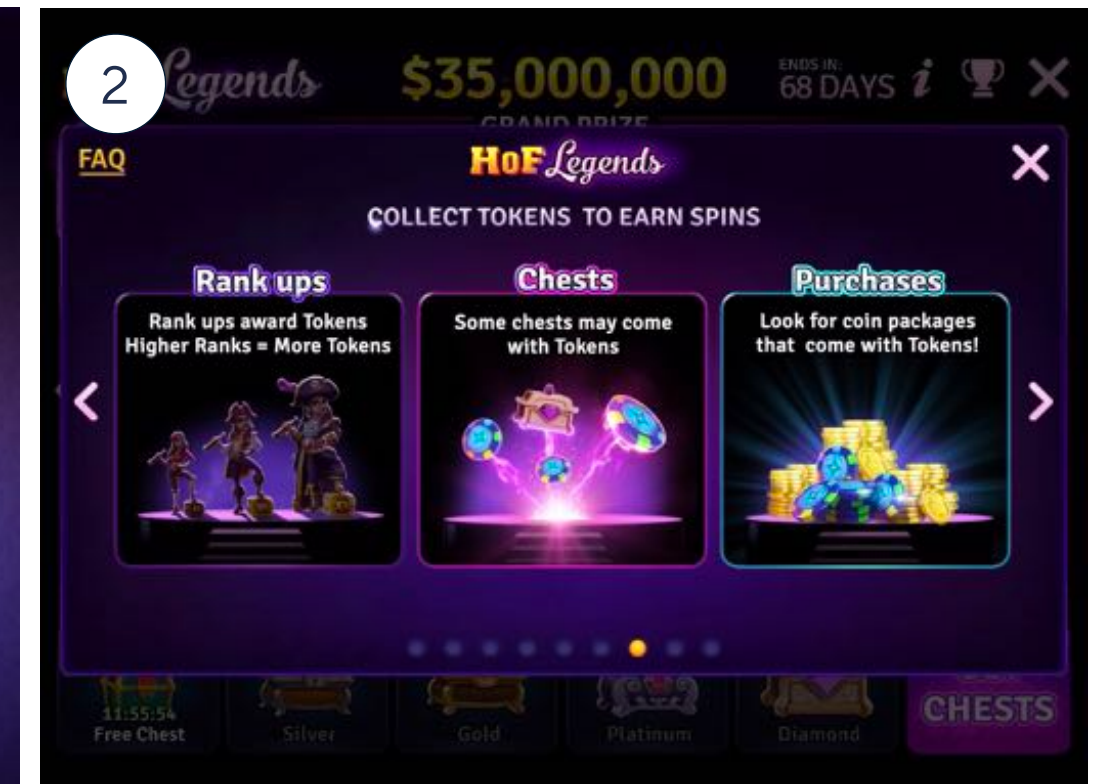 2
Legends
$35,000,000
GRAND PRIZE
ENDS IN:
68 DAYS i
FAQ
HoF Legends
COLLECT TOKENS TO EARN SPINS
Rank ups
Rank ups award Tokens
Higher Ranks = More Tokens
Chests
Some chests may come
with Tokens
Purchases
Look for coin packages
that come with Tokens!
11:55:54
Free Chest
Silver
Gold
Platinum
Diamond
CHESTS